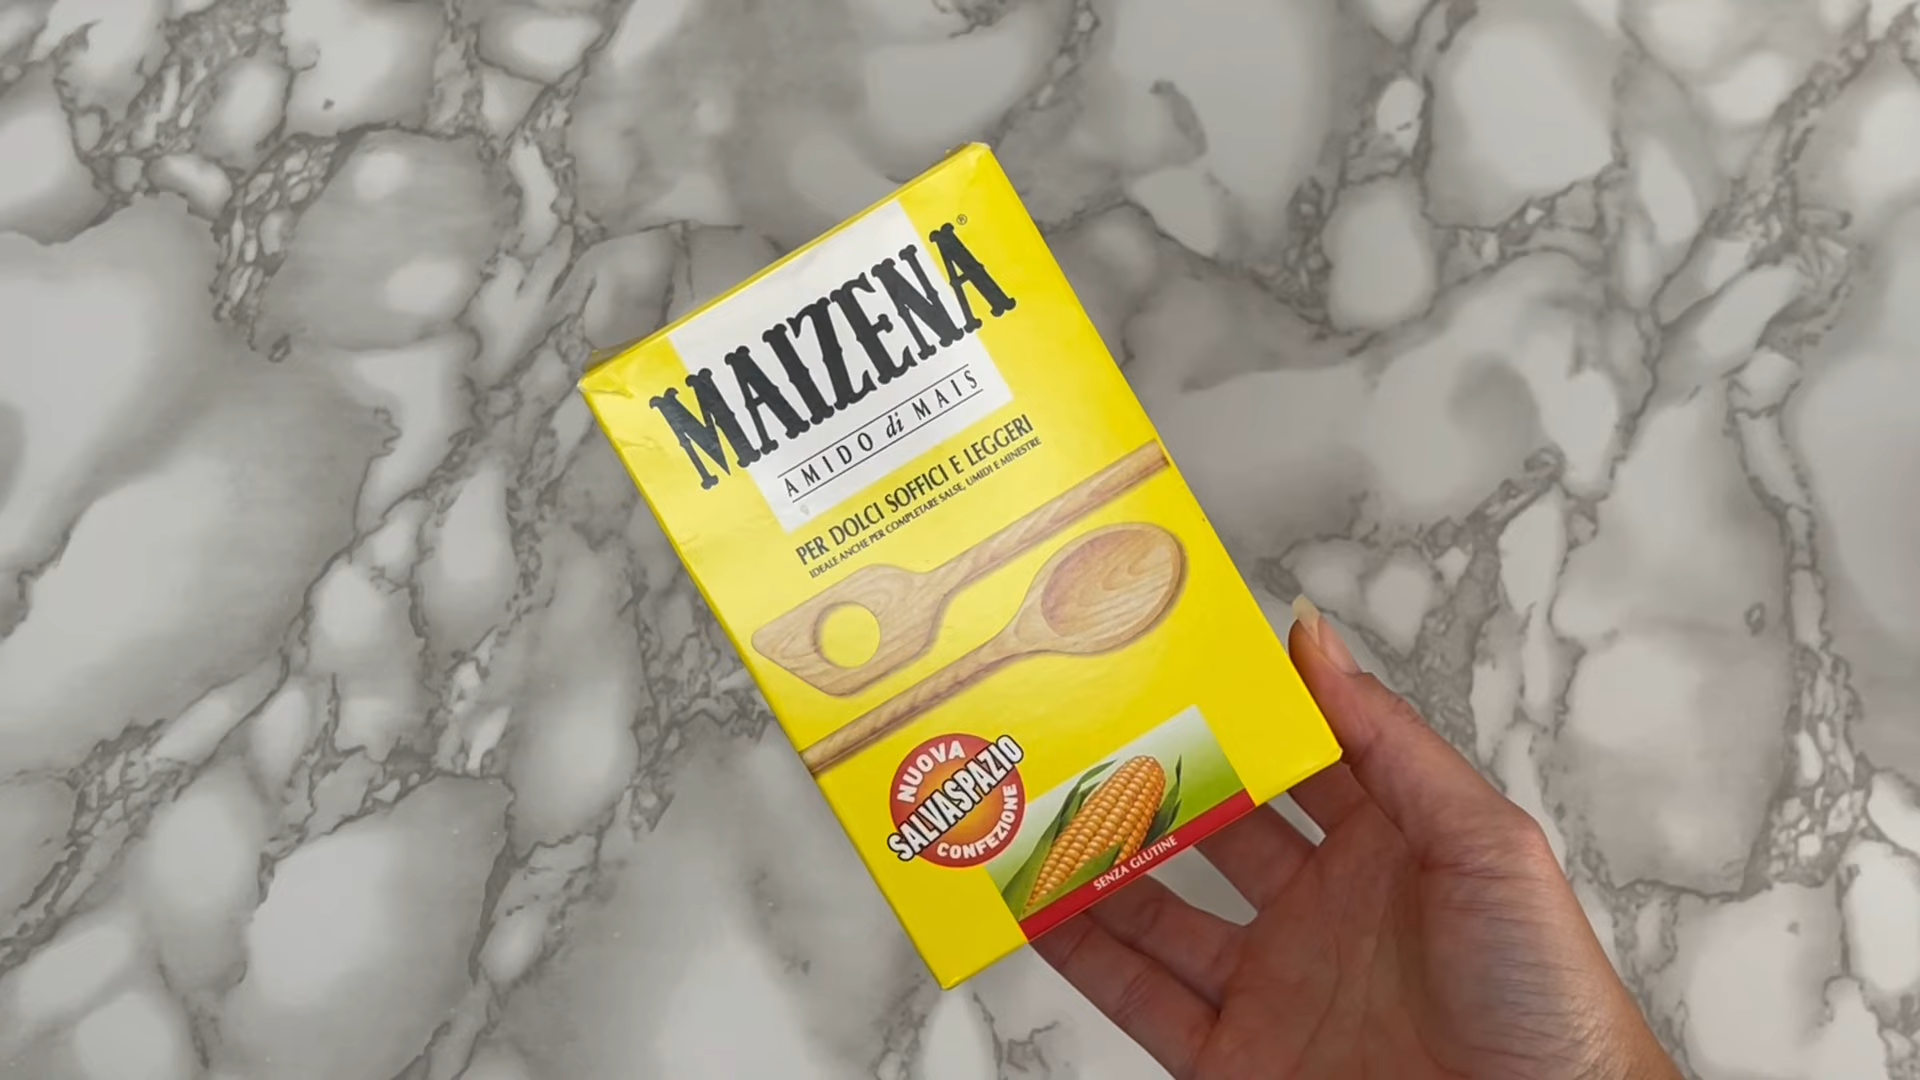 MAIZENA®
AMIDO di MAIS
PER DOLCI SOFFICI E LEGGERI
IDEALE ANCHE PER COMPLETARE SALSE, UMIDI E MINESTRE
NUOVA
SALVASPAZIO
CONFEZIONE
SENZA GLUTINE